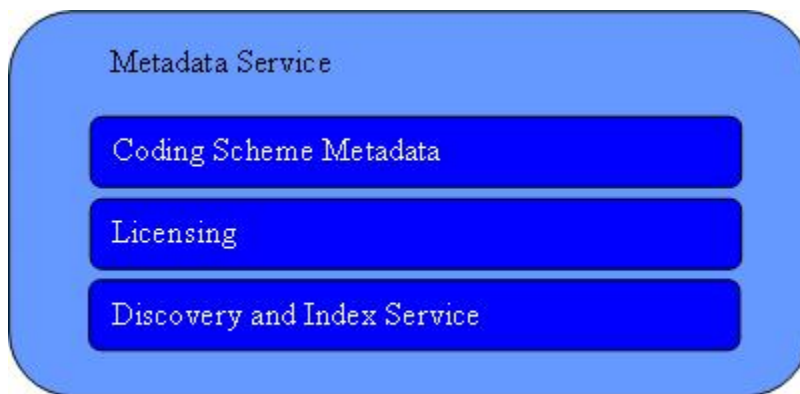 Metadata Service
Coding Scheme Metadata
Licensing
Discovery and Index Service